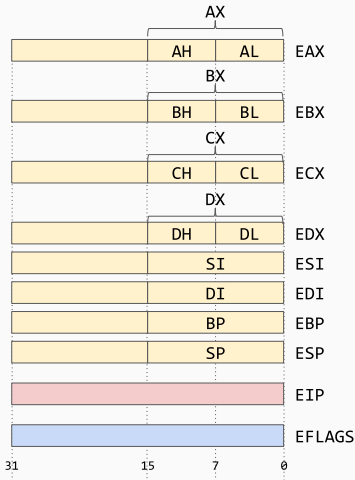 AX
AH AL EAX
BX
BH BL EBX
CX
CH CL ECX
DX
DH DL EDX
SI ESI
DI EDI
BP EBP
SP ESP
EIP
EFLAGS
31 15 7 0